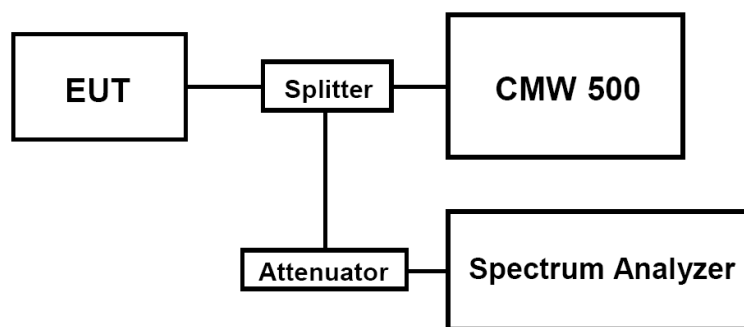 EUT
Splitter
CMW 500
Attenuator
Spectrum Analyzer